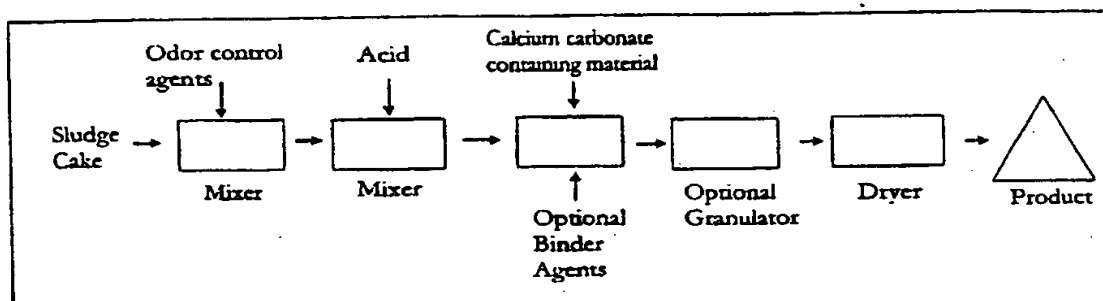 Odor control
agents
Acid
Calcium carbonate
containing material
Sludge
Cake
Mixer
Mixer
Optional
Binder
Agents
Optional
Granulator
Dryer
Product